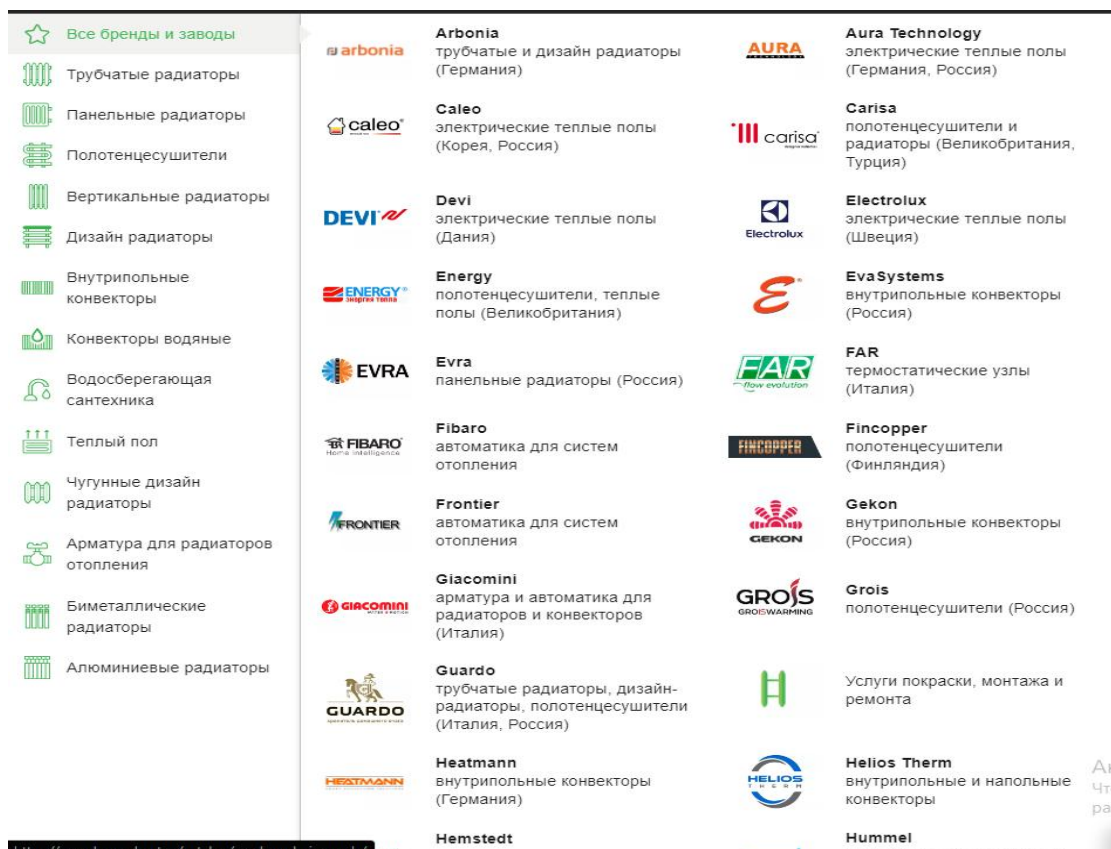 Все бренды и заводы
Трубчатые радиаторы
Панельные радиаторы
Полотенцесушители
Вертикальные радиаторы
Дизайн радиаторы
Внутрипольные
конвекторы
Конвекторы водяные
Водосберегающая
сантехника
Теплый пол
Чугунные дизайн
радиаторы
Арматура для радиаторов
отопления
Биметаллические
радиаторы
Алюминиевые радиаторы
arbonia
Arbonia
трубчатые и дизайн радиаторы
(Германия)
AURA
Aura Technology
электрические теплые полы
(Германия, Россия)
caleo
Caleo
электрические теплые полы
(Корея, Россия)
carisa
Carisa
полотенцесушители и
радиаторы (Великобритания,
Турция)
DEVI
Devi
электрические теплые полы
(Дания)
Electrolux
Electrolux
электрические теплые полы
(Швеция)
ENERGY
энергия тепла
Energy
полотенцесушители, теплые
полы (Великобритания)
EvaSystems
внутрипольные конвекторы
(Россия)
EVRA
Evra
панельные радиаторы (Россия)
FAR
flow evolution
FAR
термостатические узлы
(Италия)
FIBARO
Home Intelligence
Fibaro
автоматика для систем
отопления
FINCOPPER
Fincopper
полотенцесушители
(Финляндия)
FRONTIER
Frontier
автоматика для систем
отопления
GEKON
Gekon
внутрипольные конвекторы
(Россия)
GIACOMINI
Giacomini
арматура и автоматика для
радиаторов и конвекторов
(Италия)
GROIS
GROISWARMING
Grois
полотенцесушители (Россия)
GUARDO
Guardo
трубчатые радиаторы, дизайн-
радиаторы, полотенцесушители
(Италия, Россия)
Услуги покраски, монтажа и
ремонта
HEATMANN
Heatmann
внутрипольные конвекторы
(Германия)
HELIOS
THERM
Helios Therm
внутрипольные и напольные
конвекторы
Hemstedt
Hummel